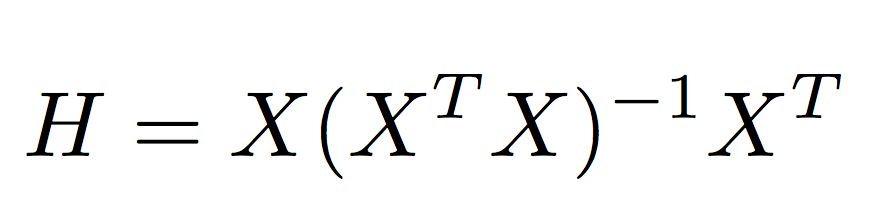 H = X(X^T X)^{-1} X^T